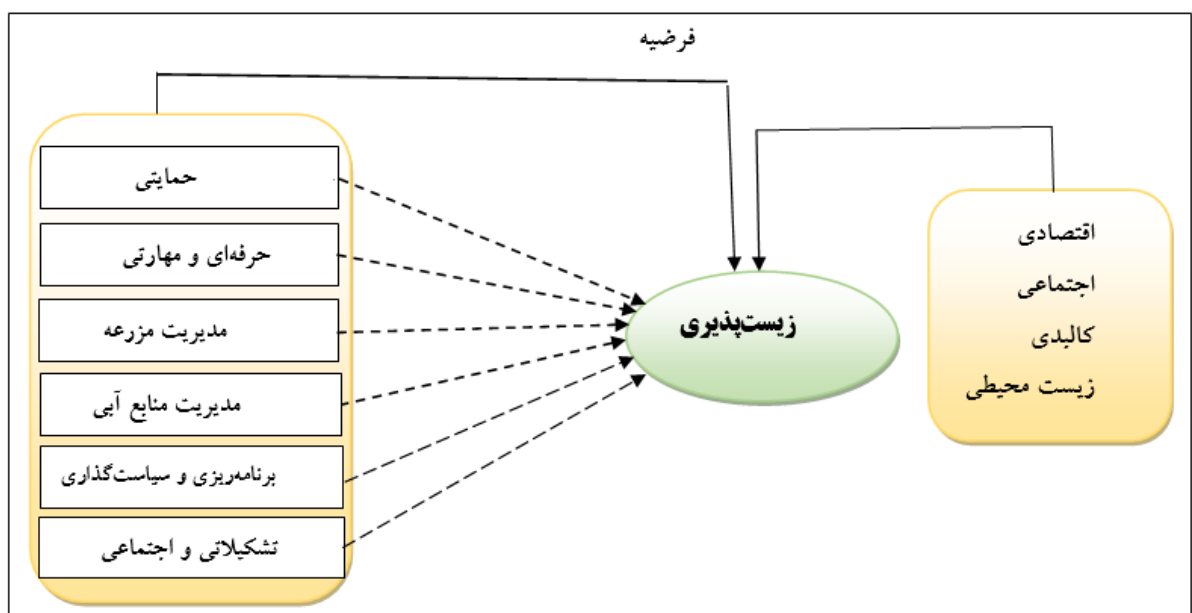 فرضیه
حمایتی
حرفه‌ای و مهارتی
مدیریت مزرعه
مدیریت منابع آبی
برنامه‌ریزی و سیاست‌گذاری
تشکیلاتی و اجتماعی
زیست‌پذیری
اقتصادی
اجتماعی
کالبدی
زیست محیطی